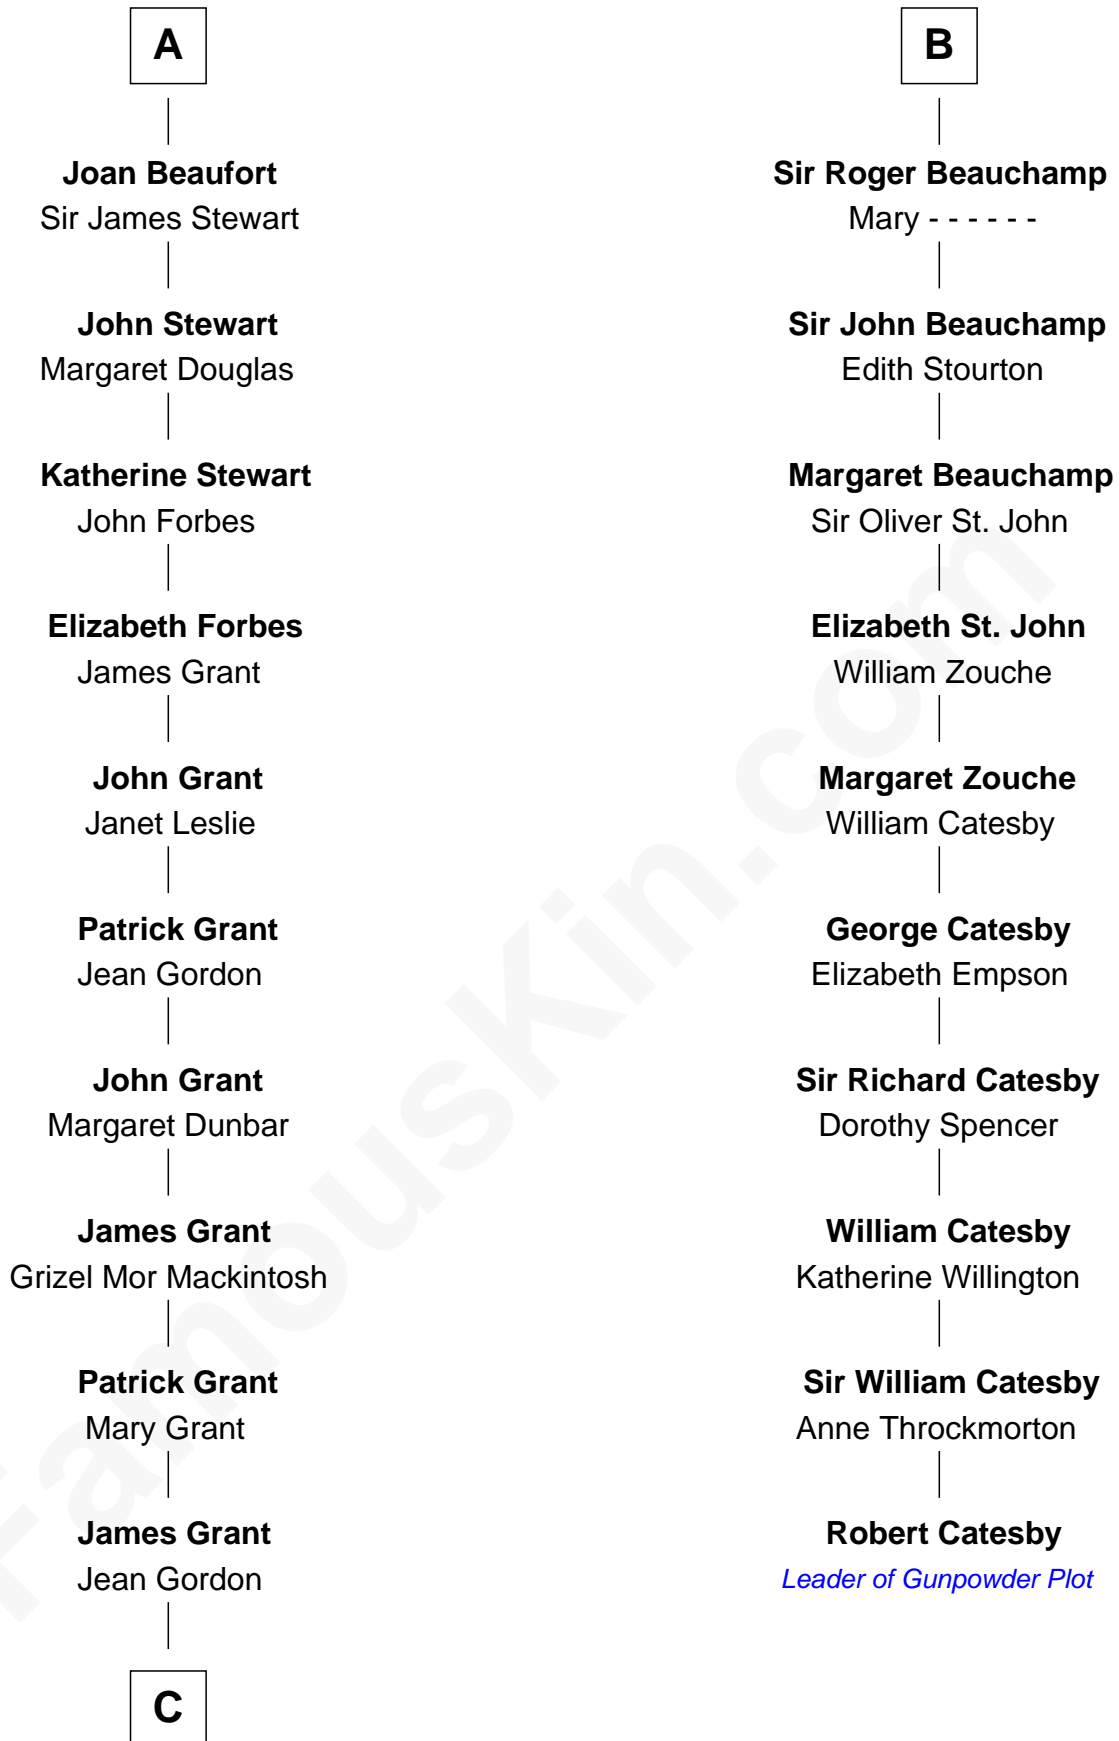 A
Joan Beaufort
Sir James Stewart
John Stewart
Margaret Douglas
Katherine Stewart
John Forbes
Elizabeth Forbes
James Grant
John Grant
Janet Leslie
Patrick Grant
Jean Gordon
John Grant
Margaret Dunbar
James Grant
Grizel Mor Mackintosh
Patrick Grant
Mary Grant
James Grant
Jean Gordon
C
B
Sir Roger Beauchamp
Mary - - - - - -
Sir John Beauchamp
Edith Stourton
Margaret Beauchamp
Sir Oliver St. John
Elizabeth St. John
William Zouche
Margaret Zouche
William Catesby
George Catesby
Elizabeth Empson
Sir Richard Catesby
Dorothy Spencer
William Catesby
Katherine Willington
Sir William Catesby
Anne Throckmorton
Robert Catesby
Leader of Gunpowder Plot
FamousKin.com